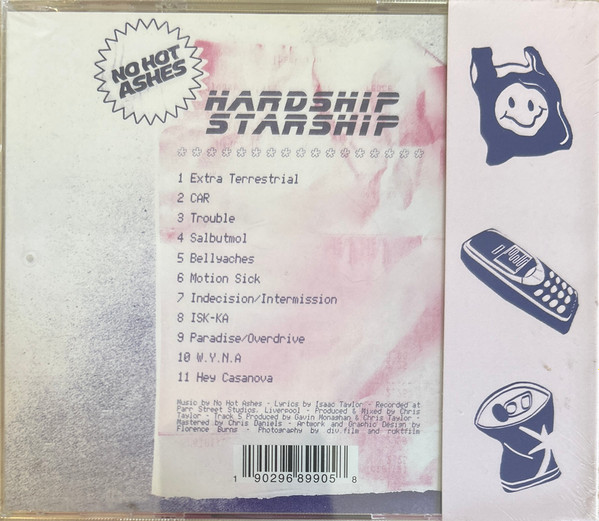 NO HOT
ASHES
HARDSHIP
STARSHIP
1 Extra Terrestrial
2 CAR
3 Trouble
4 Salbutmol
5 Bellyaches
6 Motion Sick
7 Indecision/Intermission
8 ISK-KA
9 Paradise/Overdrive
10 W.Y.N.A
11 Hey Casanova
Music by No Hot Ashes - Lyrics by Isaac Taylor - Recorded at
Parr Street Studios, Liverpool - Produced & Mixed by Chris
Taylor - Track 5 Produced by Gavin Monaghan & Chris Taylor -
Mastered by Chris Daniels - Artwork and Graphic Design by
Florence Burns - Photography by div.film and rqktfilm
1 90296 89905 8